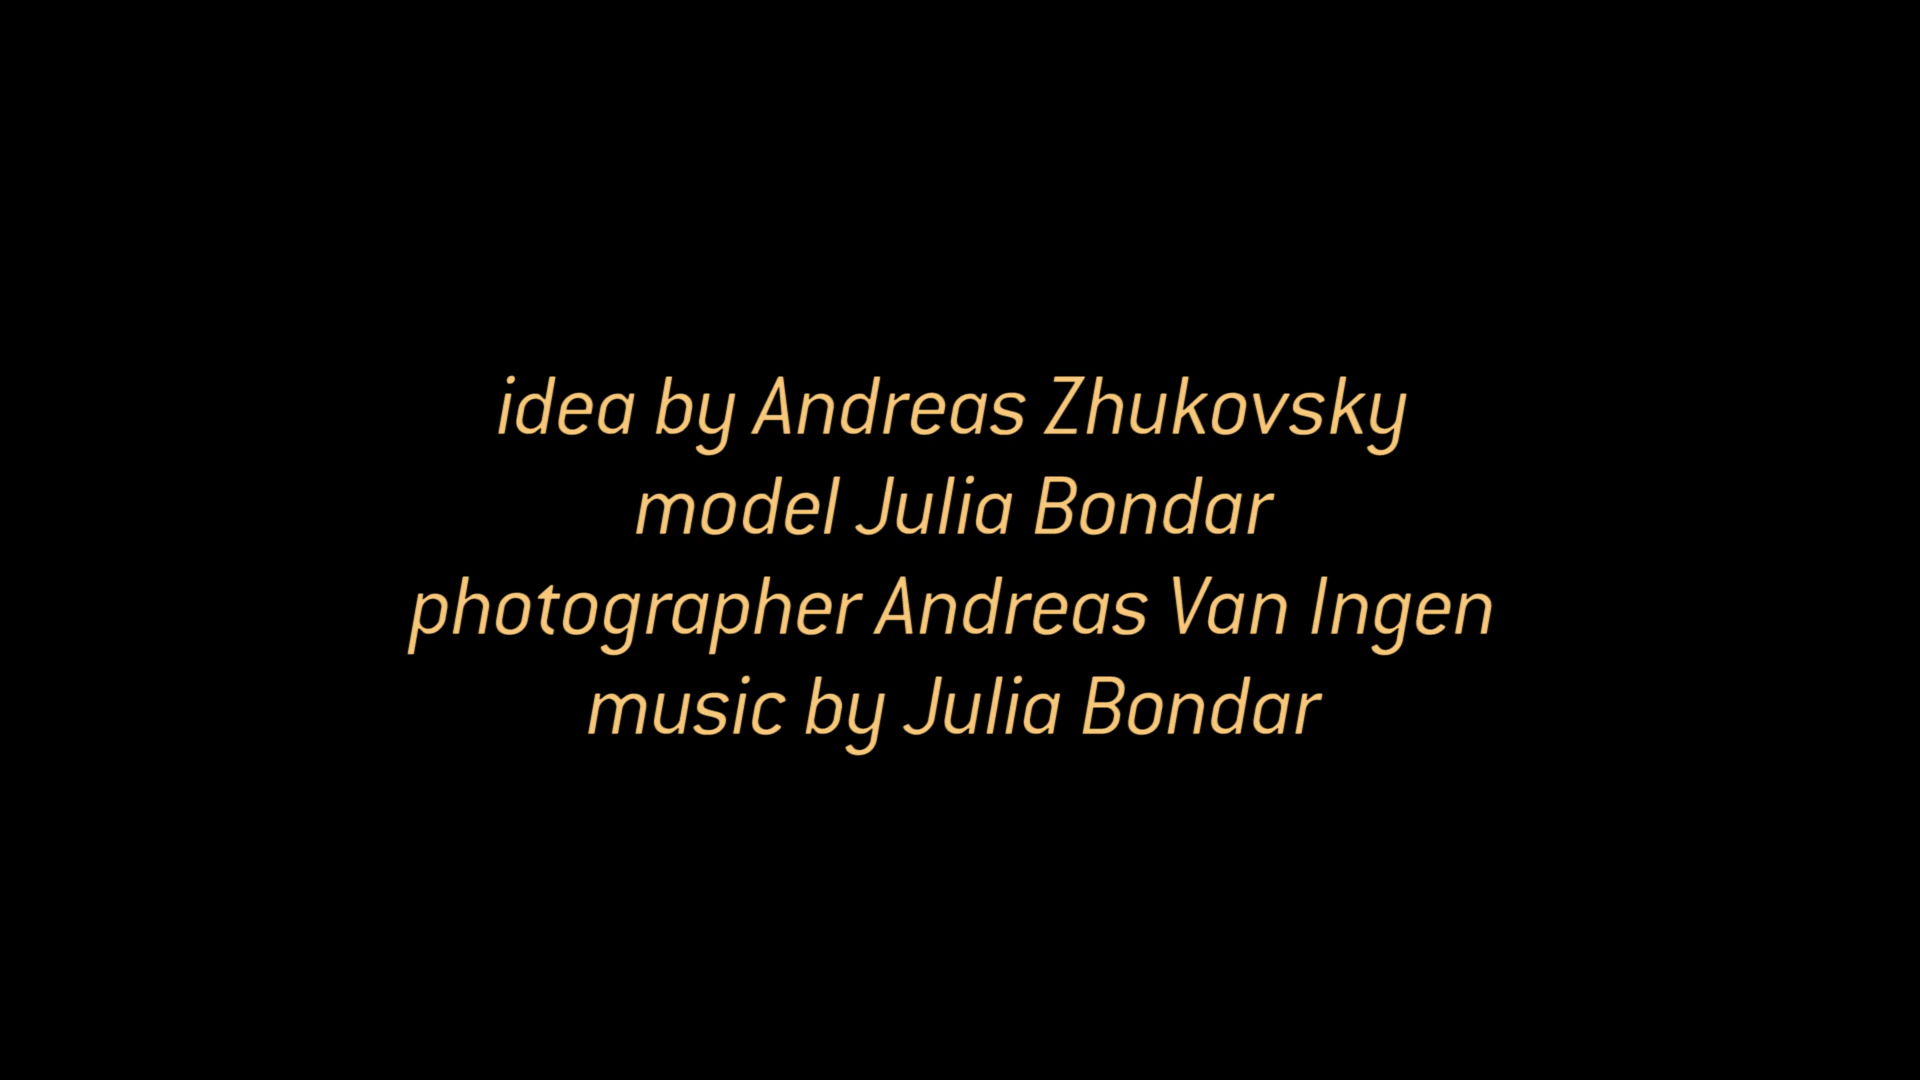 idea by Andreas Zhukovsky
model Julia Bondar
photographer Andreas Van Ingen
music by Julia Bondar